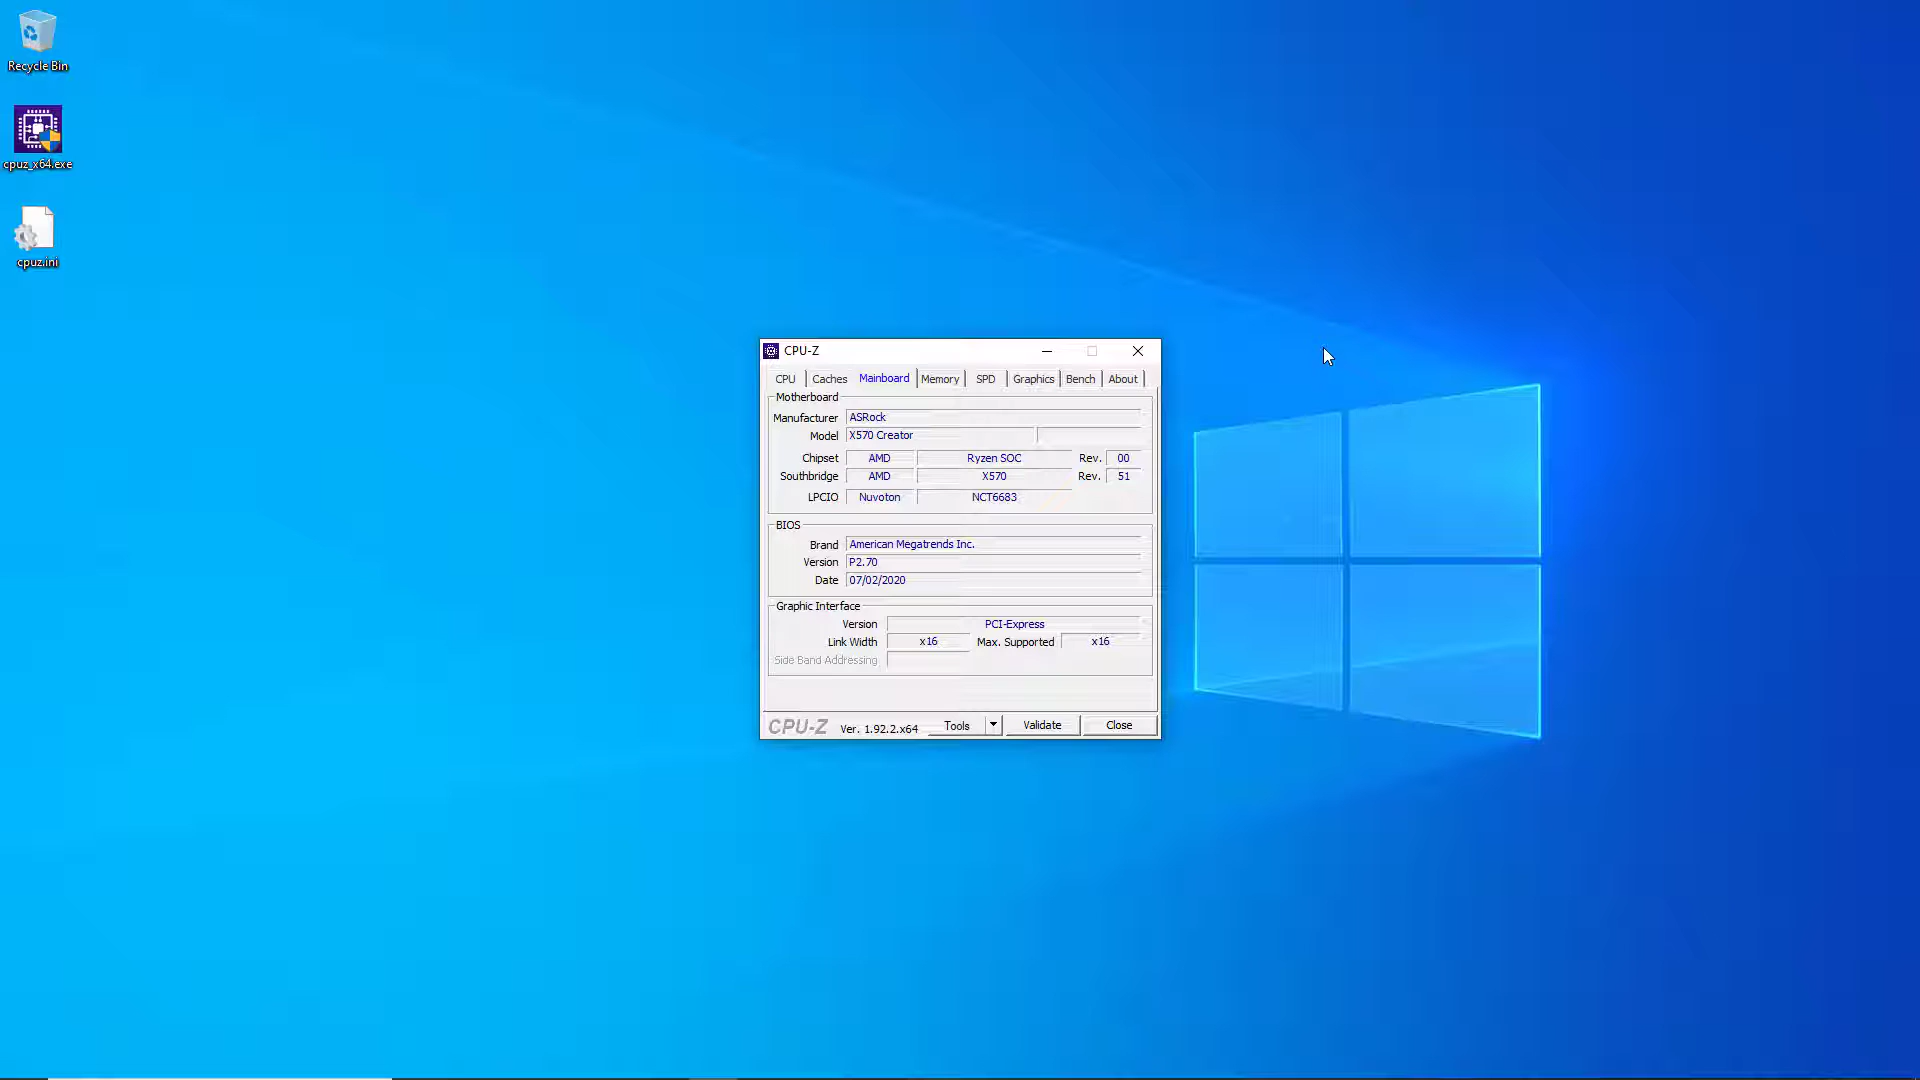 Recycle Bin
cpuz_x64.exe
cpuz.ini
CPU-Z
CPU Caches Mainboard Memory SPD Graphics Bench About
Motherboard
Manufacturer ASRock
Model X570 Creator
Chipset AMD Ryzen SOC Rev. 00
Southbridge AMD X570 Rev. 51
LPCIO Nuvoton NCT6683
BIOS
Brand American Megatrends Inc.
Version P2.70
Date 07/02/2020
Graphic Interface
Version PCI-Express
Link Width x16 Max. Supported x16
Side Band Addressing
CPU-Z Ver. 1.92.2.x64 Tools Validate Close